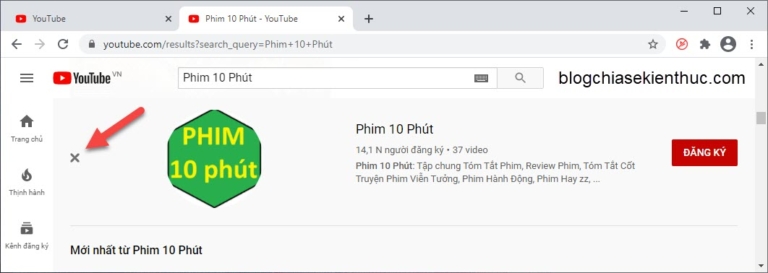 YouTube
Phim 10 Phút - YouTube
youtube.com/results?search_query=Phim+10+Phút
YouTube VN
Phim 10 Phút
blogchiasekienthuc.com
Trang chủ
Thịnh hành
Kênh đăng ký
PHIM
10 phút
Phim 10 Phút
14,1 N người đăng ký • 37 video
Phim 10 Phút: Tập chung Tóm Tắt Phim, Review Phim, Tóm Tắt Cốt
Truyện Phim Viễn Tưởng, Phim Hành Động, Phim Hay zz, ...
ĐĂNG KÝ
Mới nhất từ Phim 10 Phút